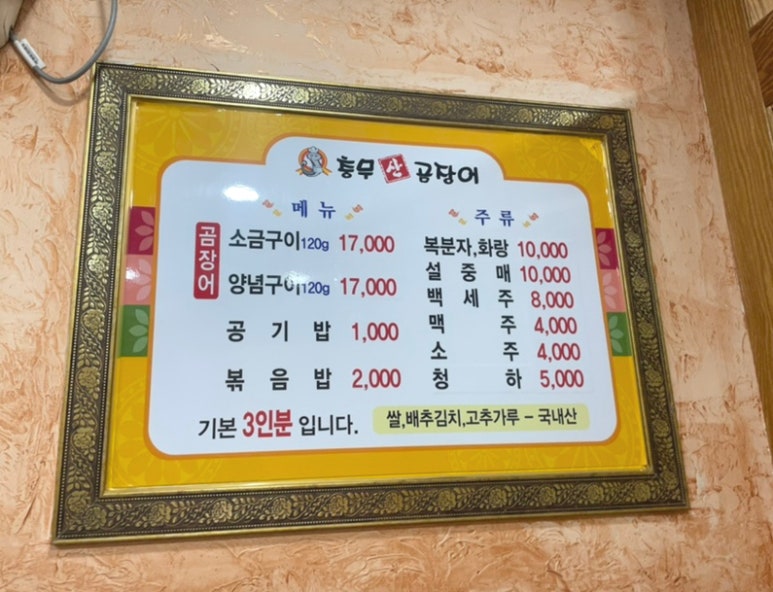 통무 산 곰장어
메뉴
곰장어
소금구이120g 17,000
양념구이120g 17,000
공기밥 1,000
볶음밥 2,000
주류
복분자,화랑 10,000
설중매 10,000
백세주 8,000
맥주 4,000
소주 4,000
청하 5,000
기본 3인분 입니다.
쌀,배추김치,고추가루 – 국내산